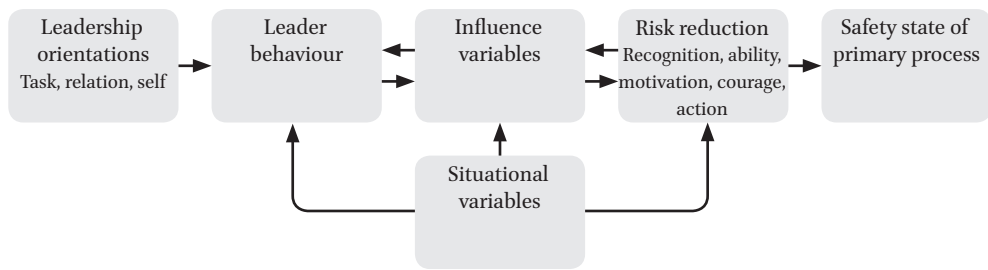 Leadership
orientations
Task, relation, self
Leader
behaviour
Influence
variables
Risk reduction
Recognition, ability,
motivation, courage,
action
Safety state of
primary process
Situational
variables